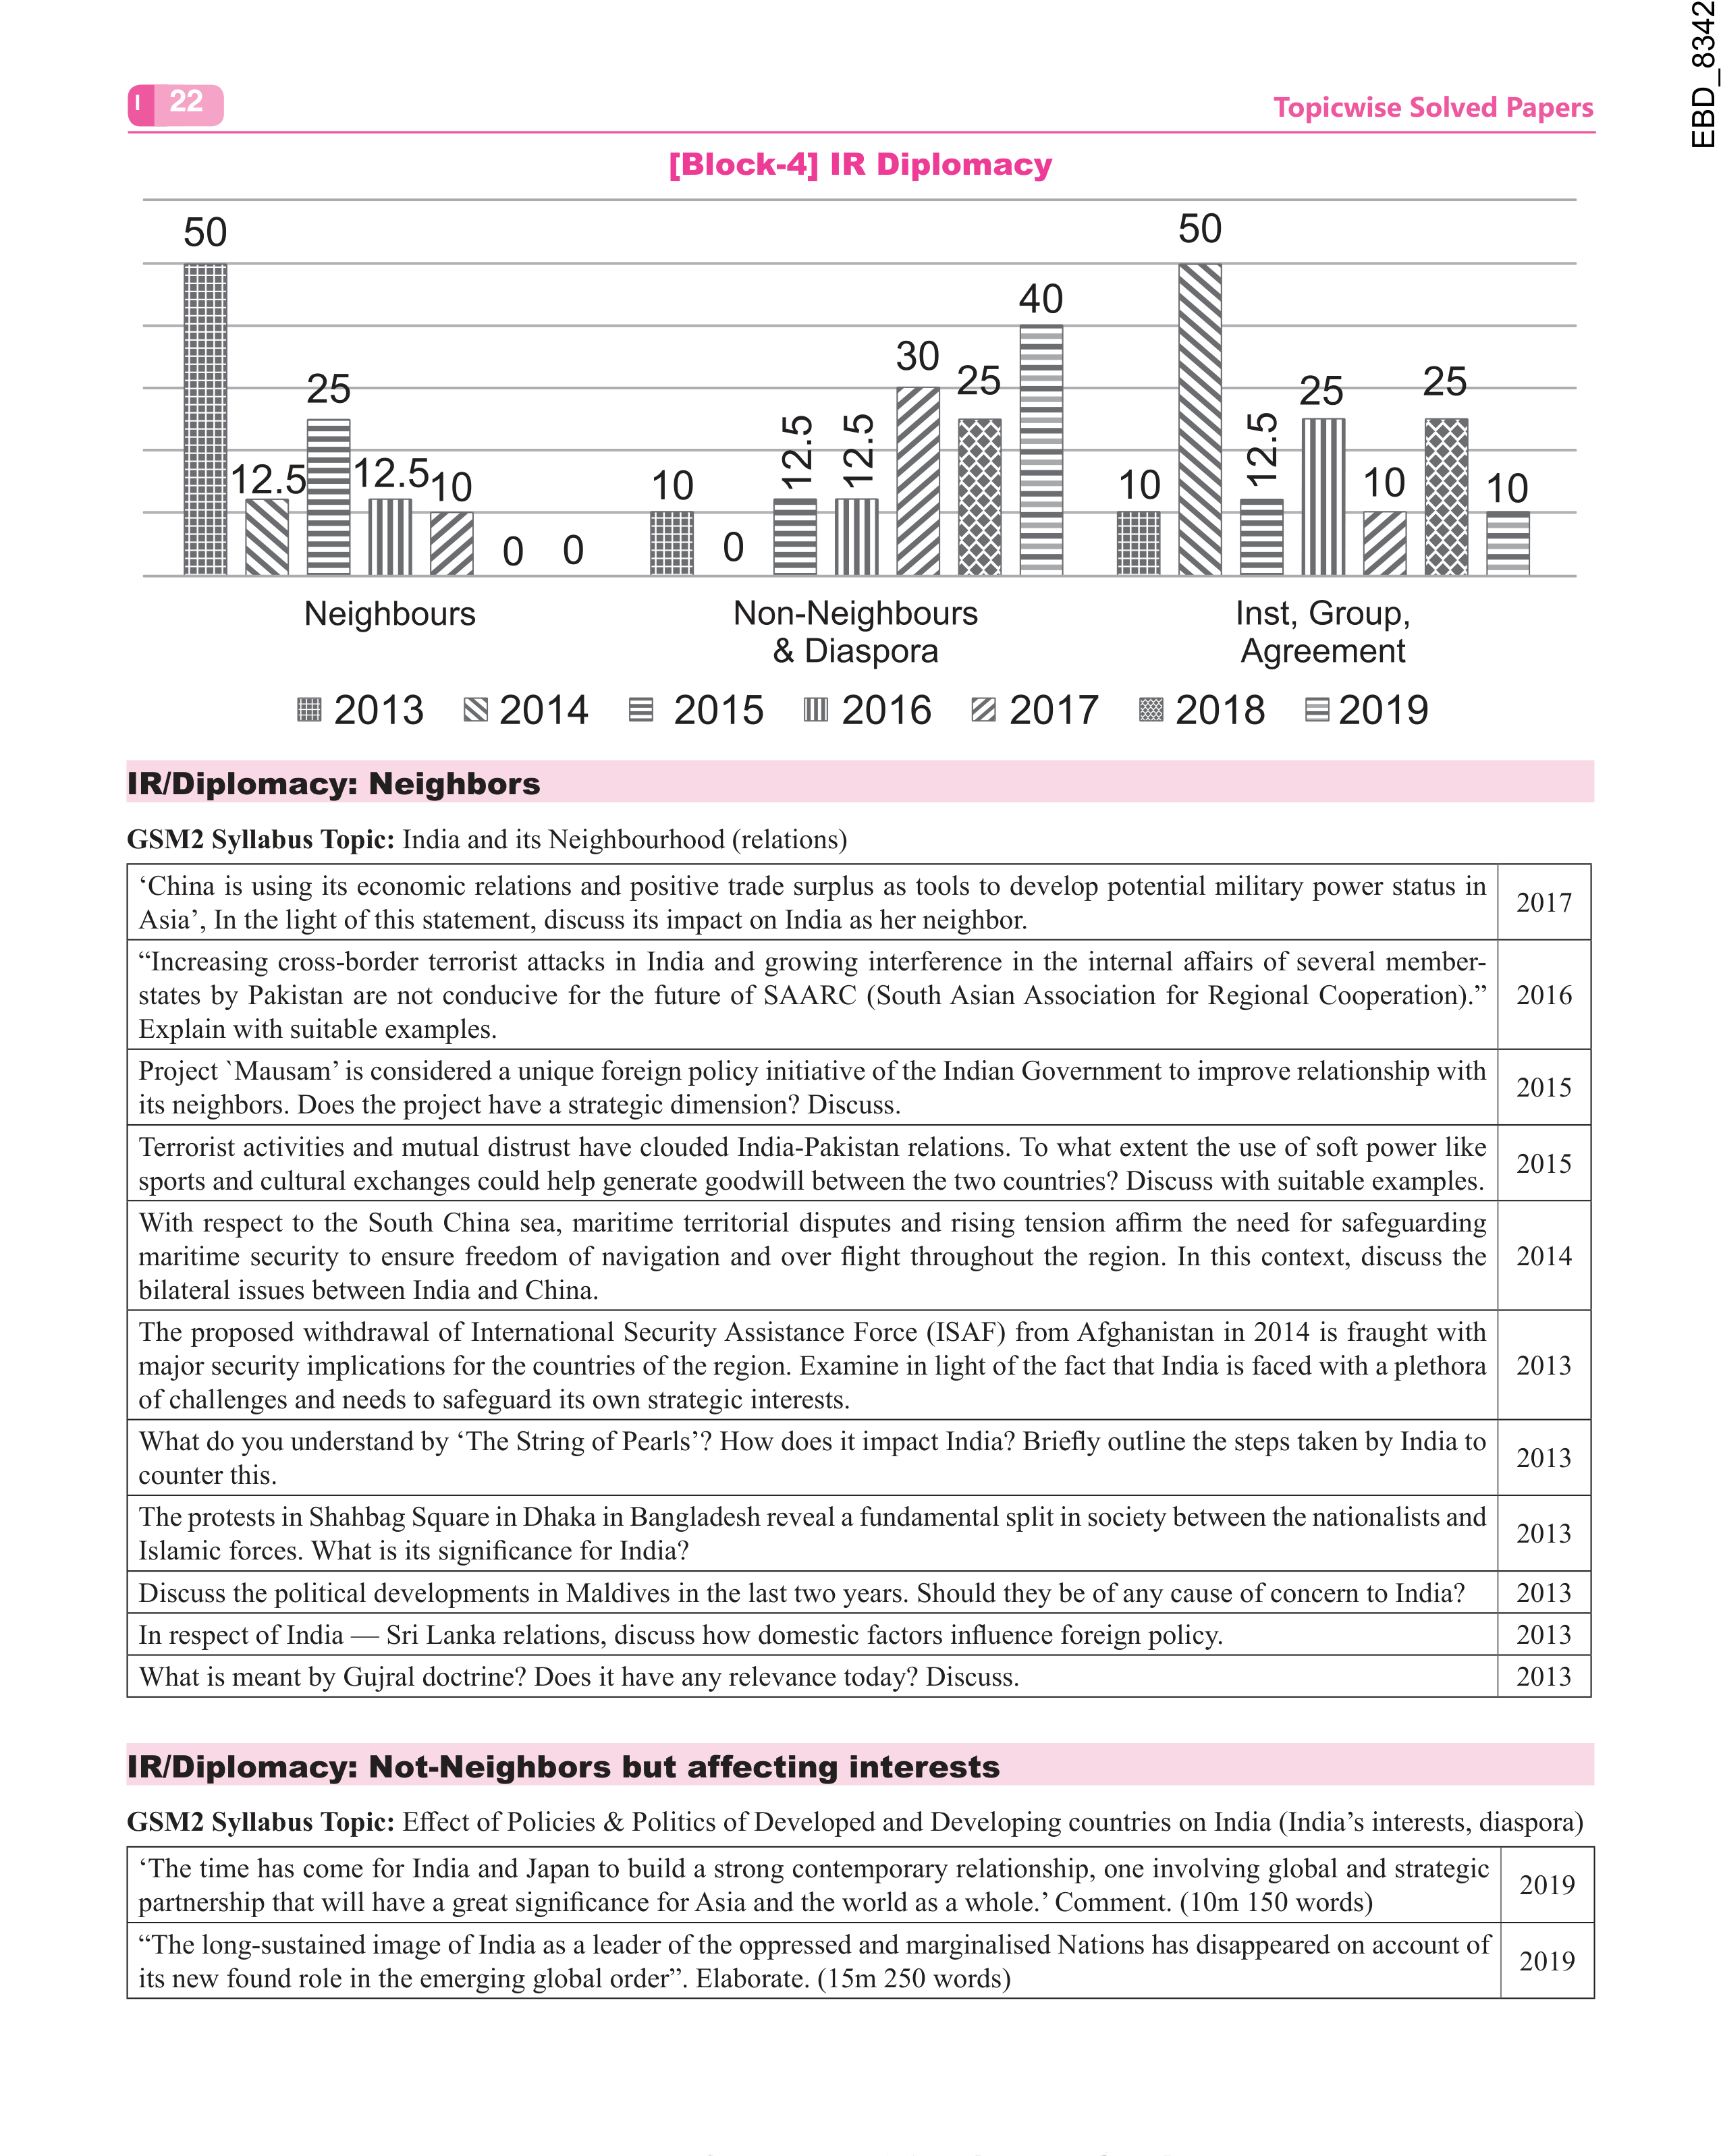 EBD_8342
I 22
Topicwise Solved Papers
[Block-4] IR Diplomacy
50
12.5
25
12.5
10
0
0
10
0
12.5
12.5
30
25
40
10
50
12.5
25
10
25
10
Neighbours
Non-Neighbours
& Diaspora
Inst, Group,
Agreement
2013 2014 2015 2016 2017 2018 2019
IR/Diplomacy: Neighbors
GSM2 Syllabus Topic: India and its Neighbourhood (relations)
‘China is using its economic relations and positive trade surplus as tools to develop potential military power status in
Asia’, In the light of this statement, discuss its impact on India as her neighbor.
2017
“Increasing cross-border terrorist attacks in India and growing interference in the internal affairs of several member-
states by Pakistan are not conducive for the future of SAARC (South Asian Association for Regional Cooperation).”
Explain with suitable examples.
2016
Project `Mausam’ is considered a unique foreign policy initiative of the Indian Government to improve relationship with
its neighbors. Does the project have a strategic dimension? Discuss.
2015
Terrorist activities and mutual distrust have clouded India-Pakistan relations. To what extent the use of soft power like
sports and cultural exchanges could help generate goodwill between the two countries? Discuss with suitable examples.
2015
With respect to the South China sea, maritime territorial disputes and rising tension affirm the need for safeguarding
maritime security to ensure freedom of navigation and over flight throughout the region. In this context, discuss the
bilateral issues between India and China.
2014
The proposed withdrawal of International Security Assistance Force (ISAF) from Afghanistan in 2014 is fraught with
major security implications for the countries of the region. Examine in light of the fact that India is faced with a plethora
of challenges and needs to safeguard its own strategic interests.
2013
What do you understand by ‘The String of Pearls’? How does it impact India? Briefly outline the steps taken by India to
counter this.
2013
The protests in Shahbag Square in Dhaka in Bangladesh reveal a fundamental split in society between the nationalists and
Islamic forces. What is its significance for India?
2013
Discuss the political developments in Maldives in the last two years. Should they be of any cause of concern to India?
2013
In respect of India — Sri Lanka relations, discuss how domestic factors influence foreign policy.
2013
What is meant by Gujral doctrine? Does it have any relevance today? Discuss.
2013
IR/Diplomacy: Not-Neighbors but affecting interests
GSM2 Syllabus Topic: Effect of Policies & Politics of Developed and Developing countries on India (India’s interests, diaspora)
‘The time has come for India and Japan to build a strong contemporary relationship, one involving global and strategic
partnership that will have a great significance for Asia and the world as a whole.’ Comment. (10m 150 words)
2019
“The long-sustained image of India as a leader of the oppressed and marginalised Nations has disappeared on account of
its new found role in the emerging global order”. Elaborate. (15m 250 words)
2019